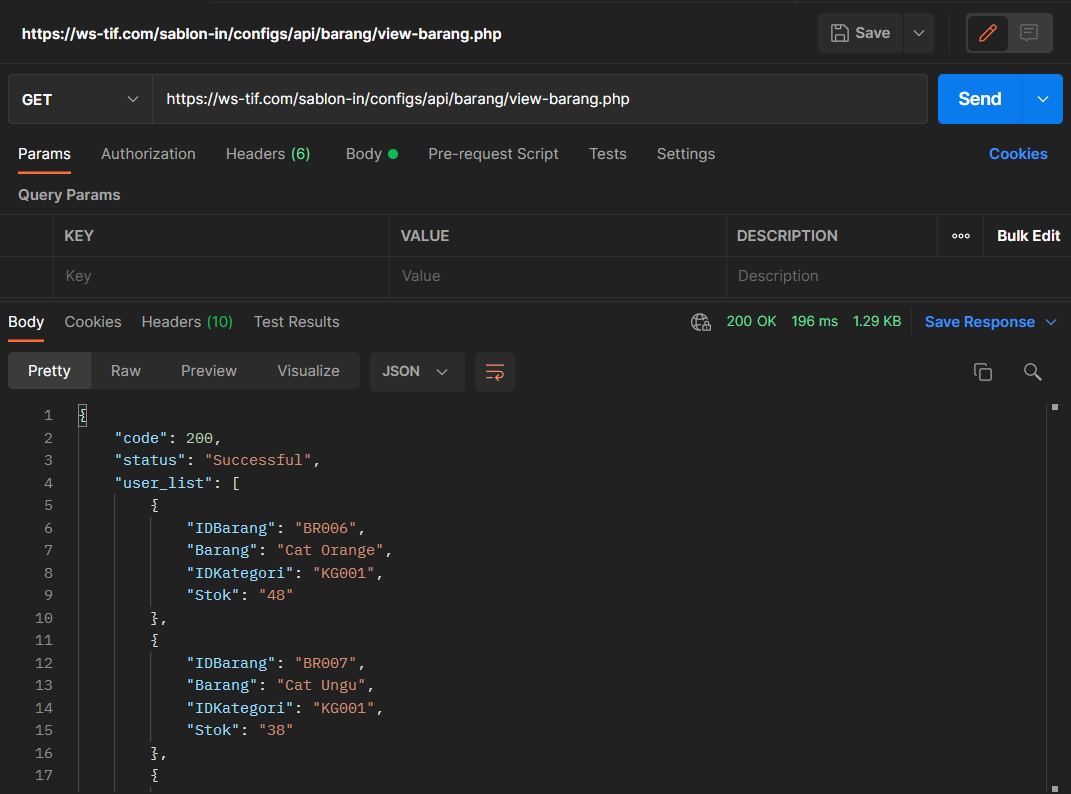 https://ws-tif.com/sablon-in/configs/api/barang/view-barang.php Save
GET https://ws-tif.com/sablon-in/configs/api/barang/view-barang.php Send
Params Authorization Headers (6) Body Pre-request Script Tests Settings Cookies
Query Params
KEY VALUE DESCRIPTION Bulk Edit
Key Value Description
Body Cookies Headers (10) Test Results 200 OK 196 ms 1.29 KB Save Response
Pretty Raw Preview Visualize JSON
1 {
2 "code": 200,
3 "status": "Successful",
4 "user_list": [
5 {
6 "IDBarang": "BR006",
7 "Barang": "Cat Orange",
8 "IDKategori": "KG001",
9 "Stok": "48"
10 },
11 {
12 "IDBarang": "BR007",
13 "Barang": "Cat Ungu",
14 "IDKategori": "KG001",
15 "Stok": "38"
16 },
17 {